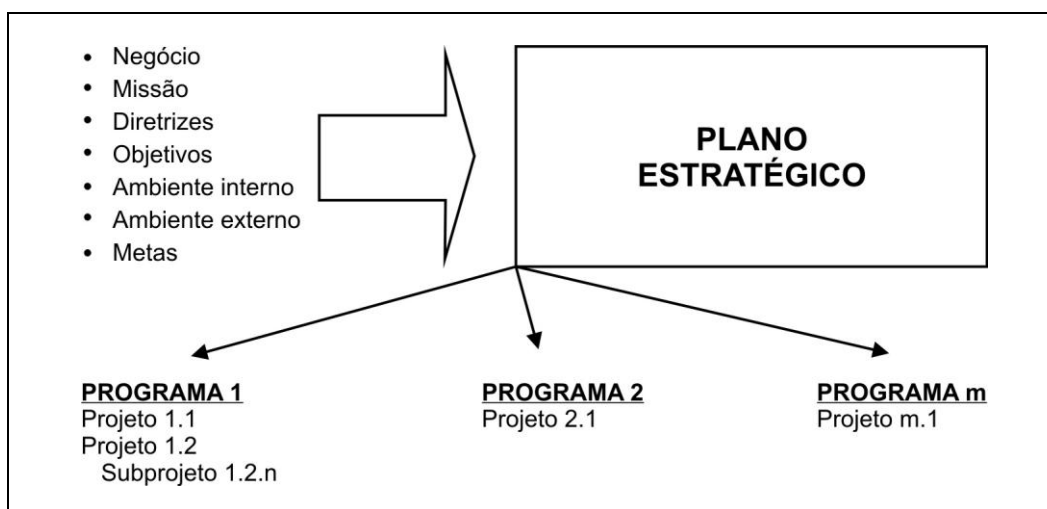 • Negócio
• Missão
• Diretrizes
• Objetivos
• Ambiente interno
• Ambiente externo
• Metas
PLANO
ESTRATÉGICO
PROGRAMA 1
Projeto 1.1
Projeto 1.2
Subprojeto 1.2.n
PROGRAMA 2
Projeto 2.1
PROGRAMA m
Projeto m.1